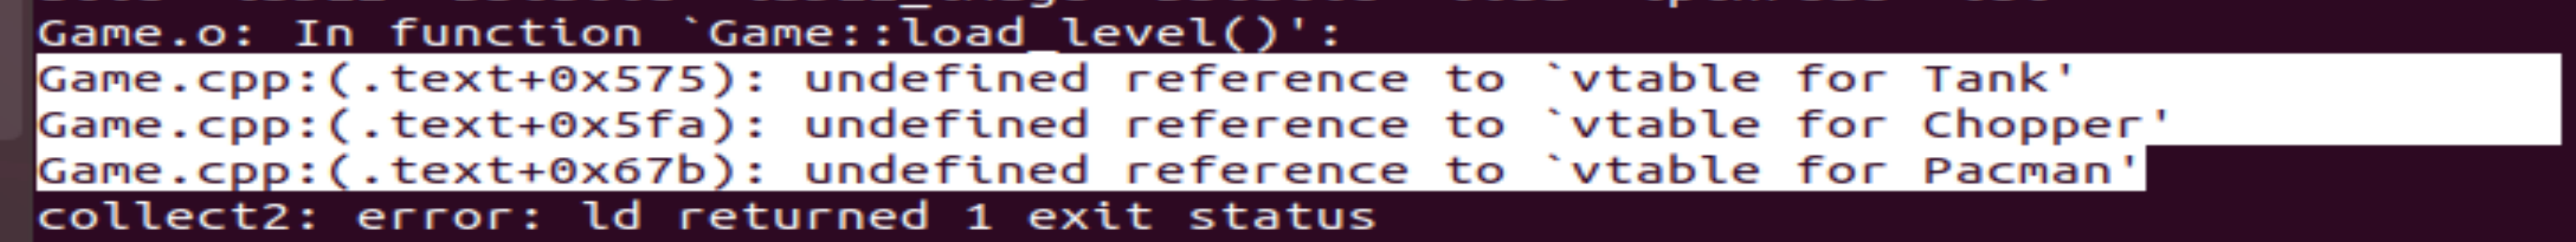 Game.o: In function `Game::load_level()':
Game.cpp:(.text+0x575): undefined reference to `vtable for Tank'
Game.cpp:(.text+0x5fa): undefined reference to `vtable for Chopper'
Game.cpp:(.text+0x67b): undefined reference to `vtable for Pacman'
collect2: error: ld returned 1 exit status